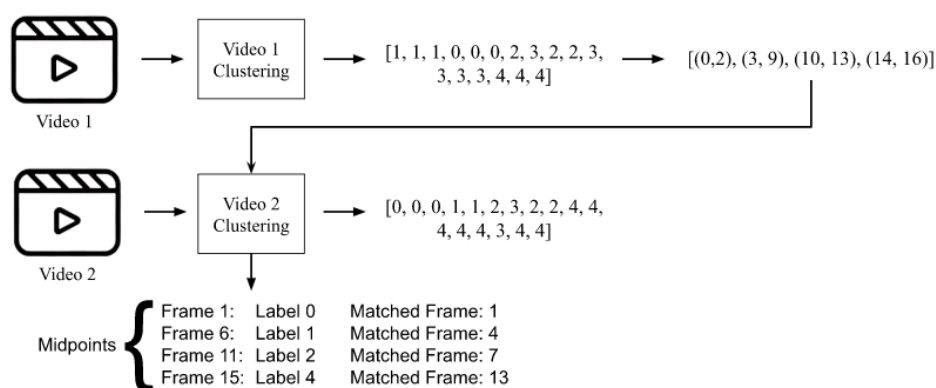 Video 1
Video 1
Clustering
[1, 1, 1, 0, 0, 0, 2, 3, 2, 2, 3,
3, 3, 3, 4, 4, 4]
[(0,2), (3, 9), (10, 13), (14, 16)]
Video 2
Video 2
Clustering
[0, 0, 0, 1, 1, 2, 3, 2, 2, 4, 4,
4, 4, 4, 3, 4, 4]
Midpoints
Frame 1: Label 0 Matched Frame: 1
Frame 6: Label 1 Matched Frame: 4
Frame 11: Label 2 Matched Frame: 7
Frame 15: Label 4 Matched Frame: 13